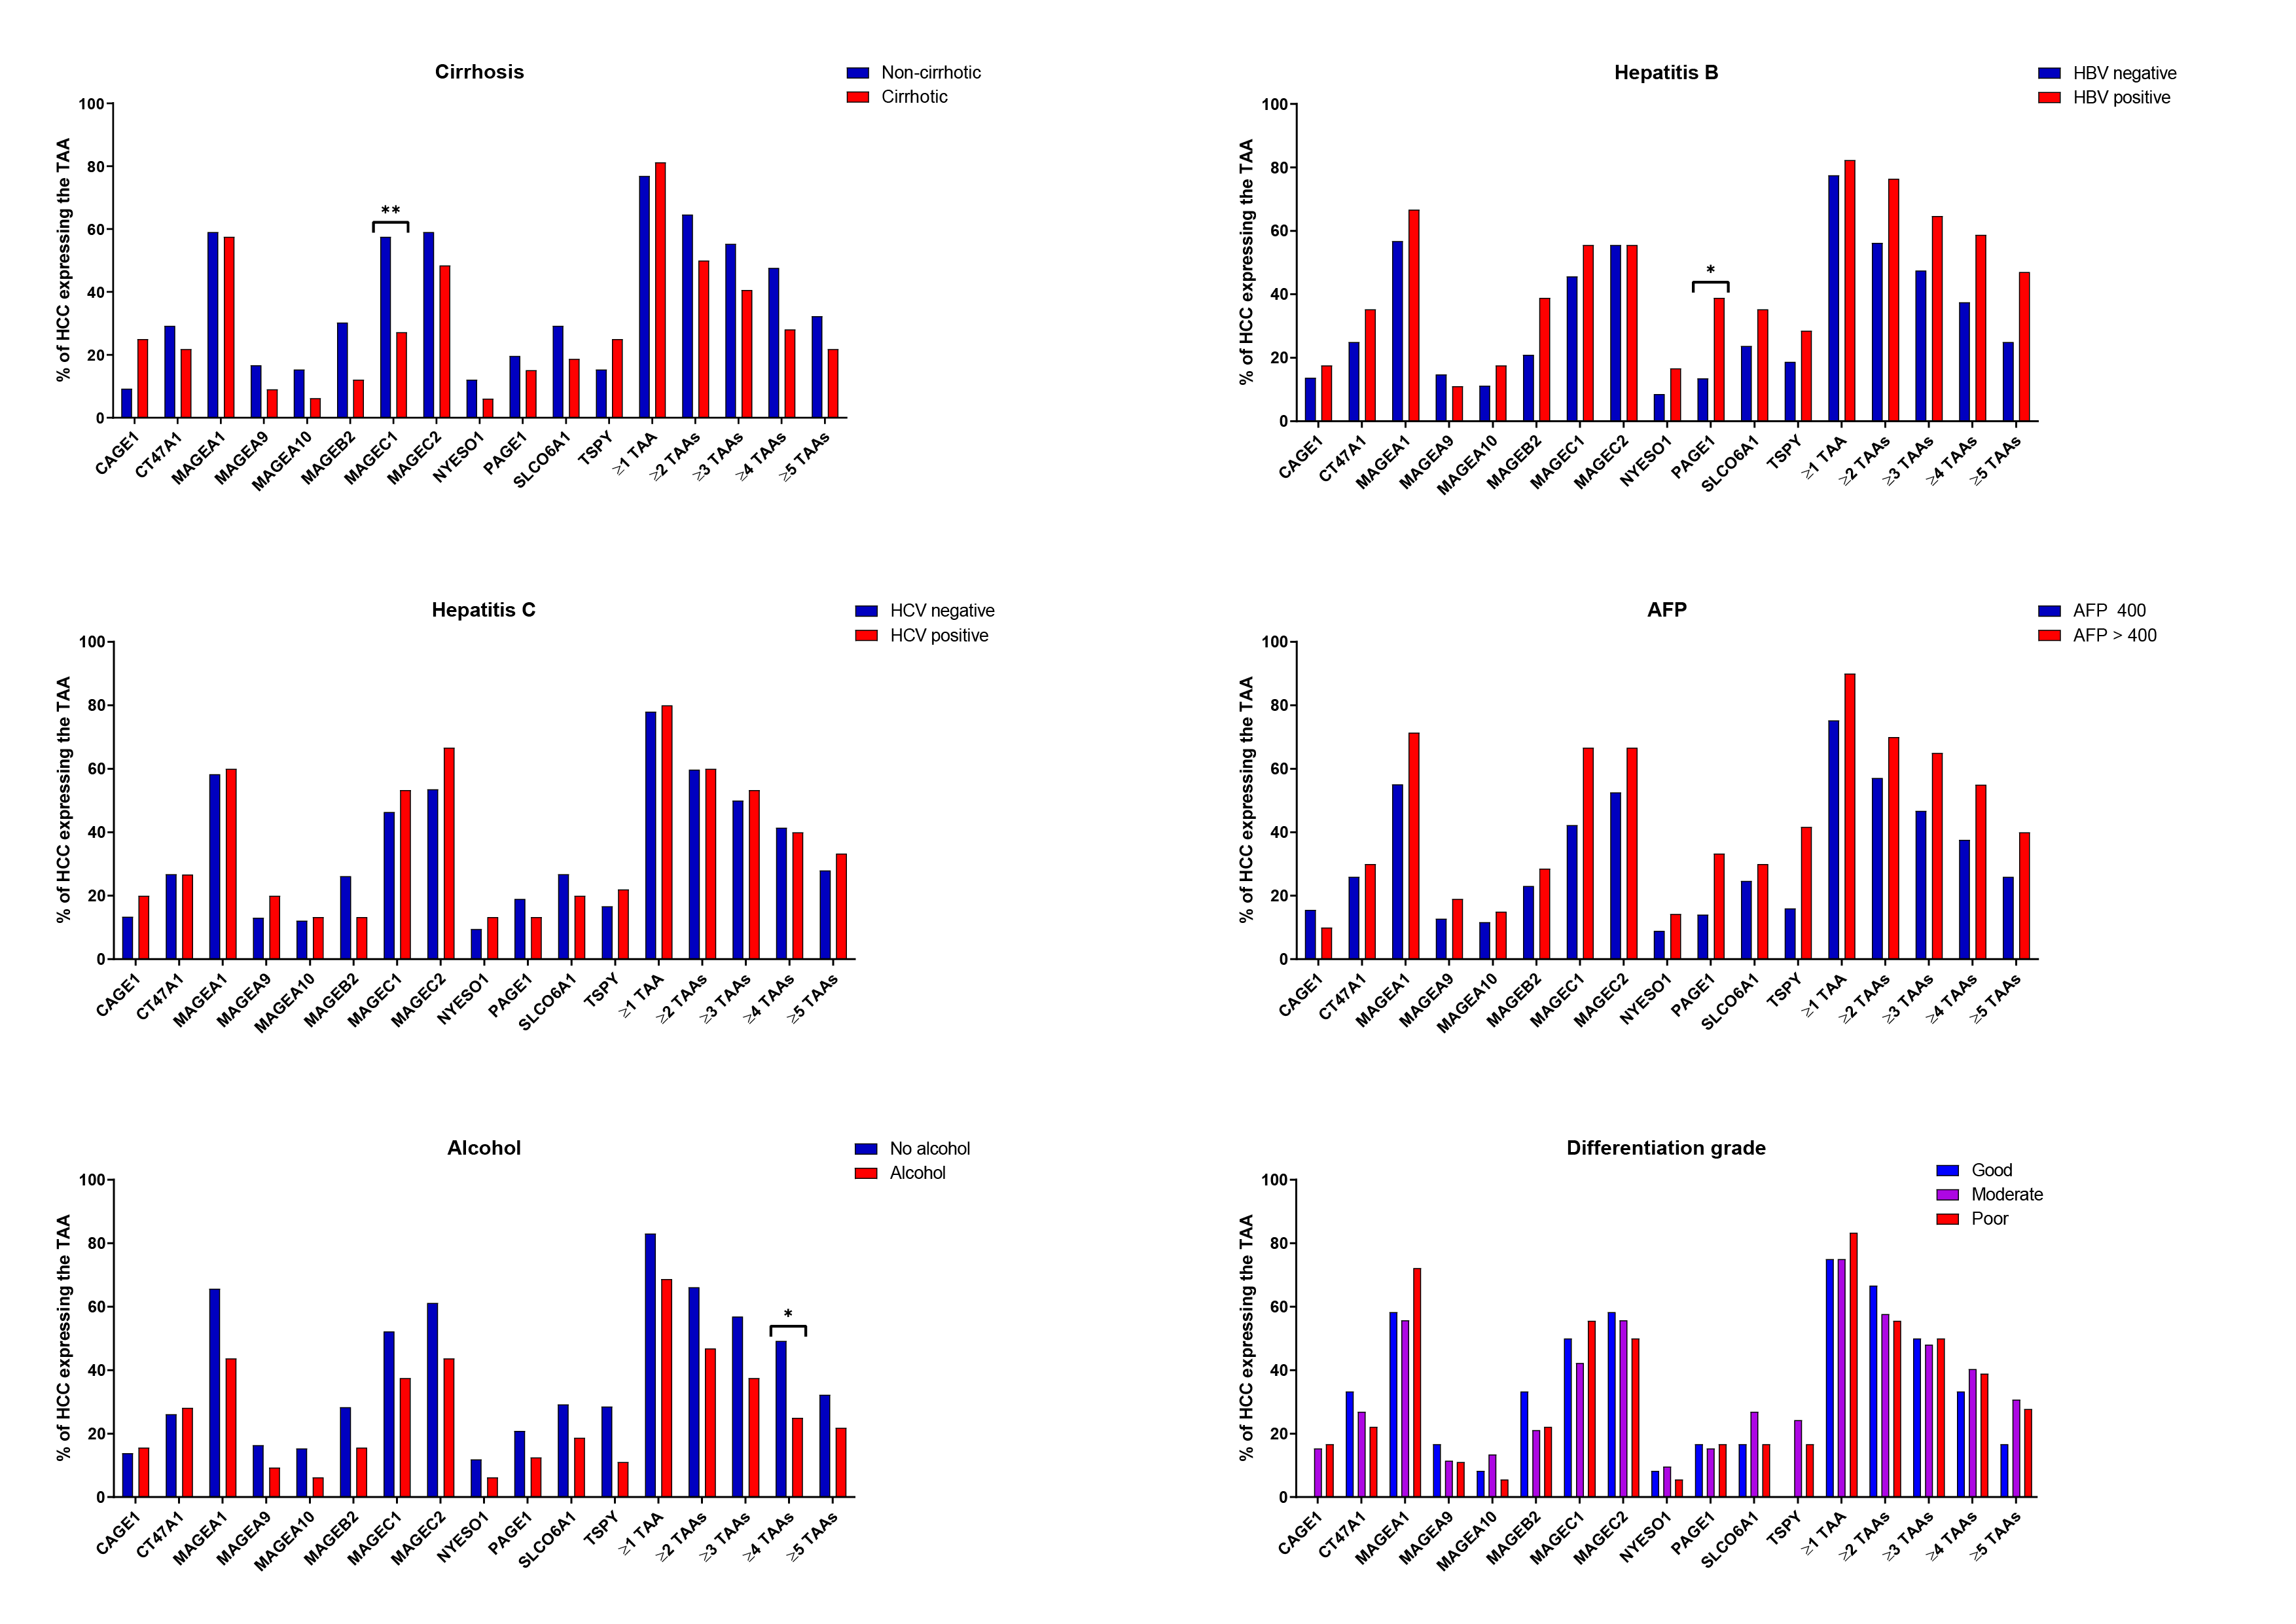 Cirrhosis
Non-cirrhotic
Cirrhotic
% of HCC expressing the TAA
100
80
60
40
20
0
**
CAGE1
CT47A1
MAGEA1
MAGEA9
MAGEA10
MAGEB2
MAGEC1
MAGEC2
NYESO1
PAGE1
SLCO6A1
TSPY
≥1 TAA
≥2 TAAs
≥3 TAAs
≥4 TAAs
≥5 TAAs
Hepatitis B
HBV negative
HBV positive
% of HCC expressing the TAA
100
80
60
40
20
0
*
CAGE1
CT47A1
MAGEA1
MAGEA9
MAGEA10
MAGEB2
MAGEC1
MAGEC2
NYESO1
PAGE1
SLCO6A1
TSPY
≥1 TAA
≥2 TAAs
≥3 TAAs
≥4 TAAs
≥5 TAAs
Hepatitis C
HCV negative
HCV positive
% of HCC expressing the TAA
100
80
60
40
20
0
CAGE1
CT47A1
MAGEA1
MAGEA9
MAGEA10
MAGEB2
MAGEC1
MAGEC2
NYESO1
PAGE1
SLCO6A1
TSPY
≥1 TAA
≥2 TAAs
≥3 TAAs
≥4 TAAs
≥5 TAAs
AFP
AFP 400
AFP > 400
% of HCC expressing the TAA
100
80
60
40
20
0
CAGE1
CT47A1
MAGEA1
MAGEA9
MAGEA10
MAGEB2
MAGEC1
MAGEC2
NYESO1
PAGE1
SLCO6A1
TSPY
≥1 TAA
≥2 TAAs
≥3 TAAs
≥4 TAAs
≥5 TAAs
Alcohol
No alcohol
Alcohol
% of HCC expressing the TAA
100
80
60
40
20
0
*
CAGE1
CT47A1
MAGEA1
MAGEA9
MAGEA10
MAGEB2
MAGEC1
MAGEC2
NYESO1
PAGE1
SLCO6A1
TSPY
≥1 TAA
≥2 TAAs
≥3 TAAs
≥4 TAAs
≥5 TAAs
Differentiation grade
Good
Moderate
Poor
% of HCC expressing the TAA
100
80
60
40
20
0
CAGE1
CT47A1
MAGEA1
MAGEA9
MAGEA10
MAGEB2
MAGEC1
MAGEC2
NYESO1
PAGE1
SLCO6A1
TSPY
≥1 TAA
≥2 TAAs
≥3 TAAs
≥4 TAAs
≥5 TAAs